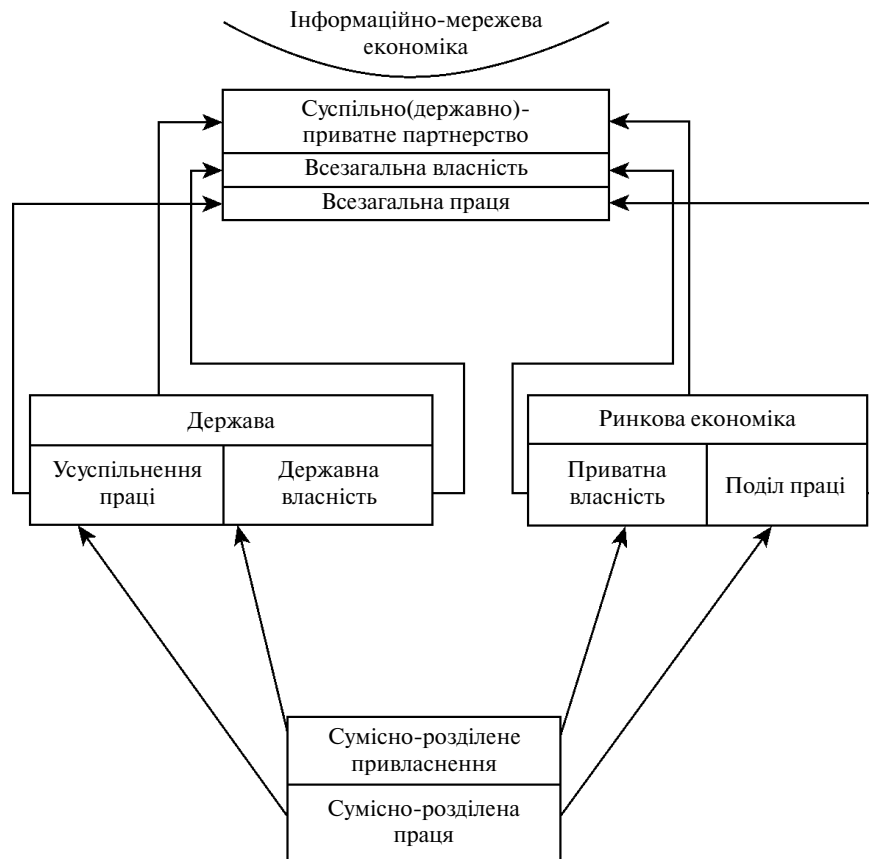 Інформаційно-мережева
економіка
Суспільно(державно)-
приватне партнерство
Всезагальна власність
Всезагальна праця
Держава
Усуспільнення
праці
Державна
власність
Ринкова економіка
Приватна
власність
Поділ праці
Сумісно-розділене
привласнення
Сумісно-розділена
праця